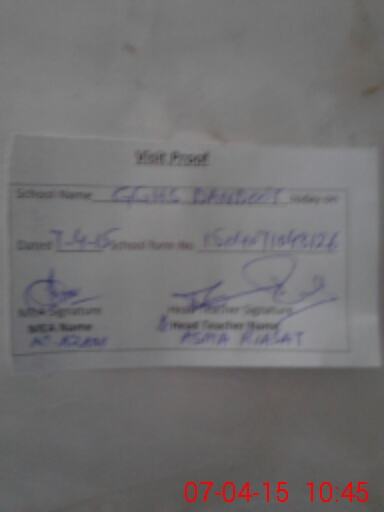 Visit Proof
School Name GGHS today on
Dated 7-4-15 School form No.
MEA Signature Head Teacher Signature
MEA Name Head Teacher Name
ASMA RIASAT
07-04-15 10:45